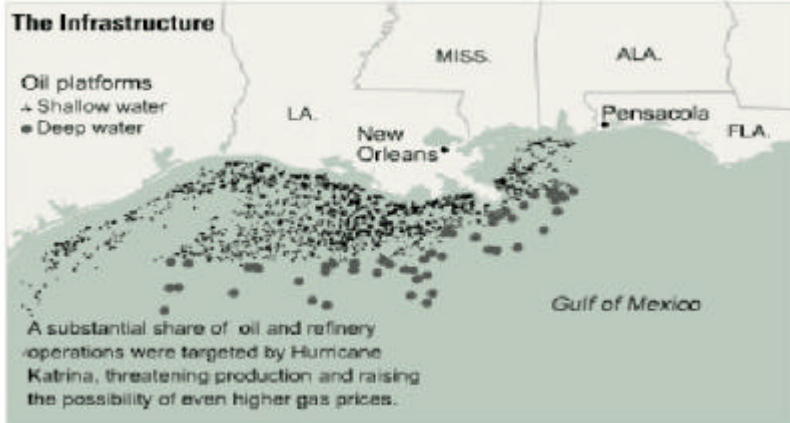 The Infrastructure
Oil platforms
Shallow water
Deep water
MISS.
ALA.
LA.
New
Orleans
Pensacola
FLA.
Gulf of Mexico
A substantial share of oil and refinery
operations were targeted by Hurricane
Katrina, threatening production and raising
the possibility of even higher gas prices.